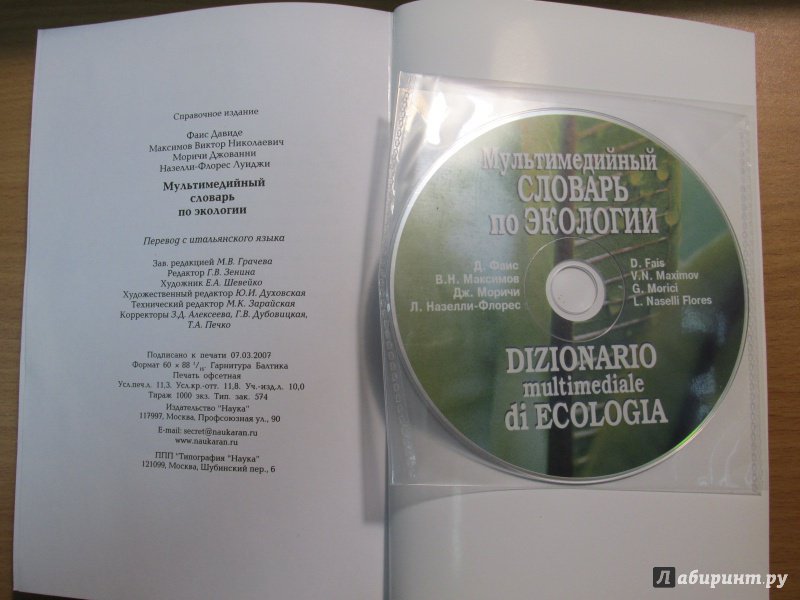 Справочное издание
Фаис Давиде
Максимов Виктор Николаевич
Моричи Джованни
Назелли-Флорес Луиджи
Мультимедийный
словарь
по экологии
Перевод с итальянского языка
Зав. редакцией М.В. Грачева
Редактор Г.В. Зенина
Художник Е.А. Шевейко
Художественный редактор Ю.И. Духовская
Технический редактор М.К. Зарайская
Корректоры З.Д. Алексеева, Г.В. Дубовицкая,
Т.А. Печко
Подписано к печати 07.03.2007
Формат 60 × 88 1/16. Гарнитура Балтика
Печать офсетная
Усл.печ.л. 11,3. Усл.кр.-отт. 11,8. Уч.-изд.л. 10,0
Тираж 1000 экз. Тип. зак. 574
Издательство "Наука"
117997, Москва, Профсоюзная ул., 90
E-mail: secret@naukaran.ru
www.naukaran.ru
ППП "Типография "Наука"
121099, Москва, Шубинский пер., 6
Мультимедийный
СЛОВАРЬ
по ЭКОЛОГИИ
Д. Фаис
В.Н. Максимов
Дж. Моричи
Л. Назелли-Флорес
D. Fais
V.N. Maximov
G. Morici
L. Naselli Flores
DIZIONARIO
multimediale
di ECOLOGIA
Лабиринт.ру